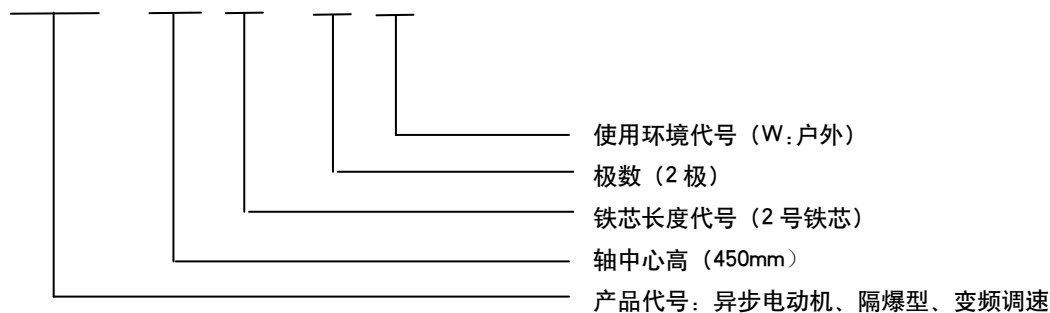 使用环境代号（W:户外）
极数（2 极）
铁芯长度代号（2 号铁芯）
轴中心高（450mm）
产品代号：异步电动机、隔爆型、变频调速